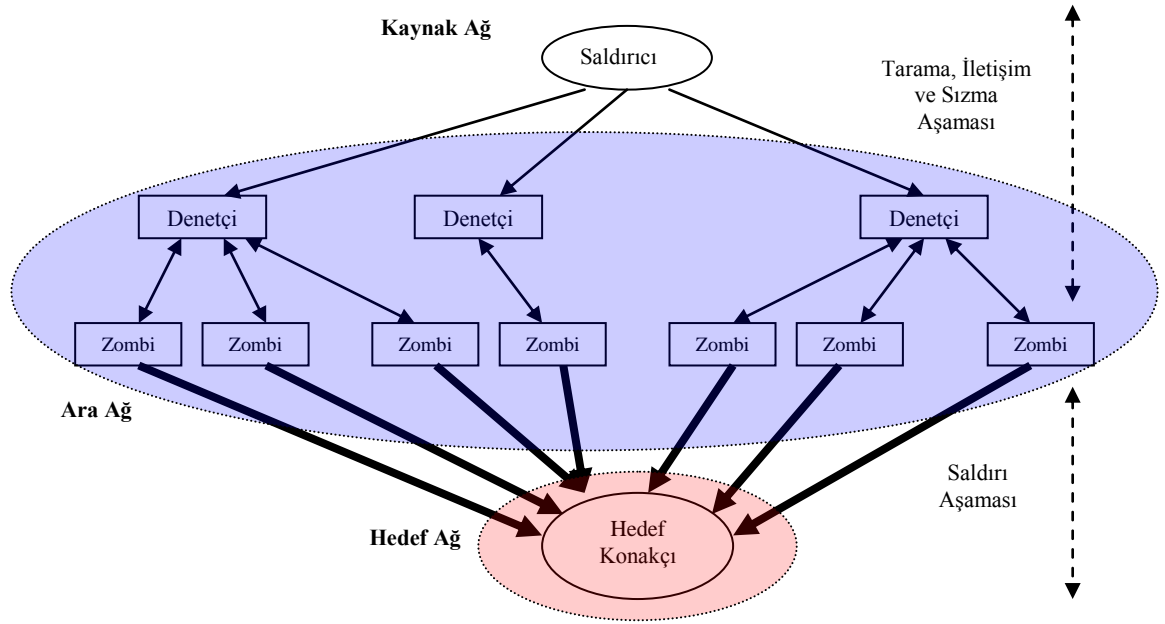 Kaynak Ağ
Saldırıcı
Tarama, İletişim
ve Sızma
Aşaması
Denetçi
Denetçi
Denetçi
Zombi
Zombi
Zombi
Zombi
Zombi
Zombi
Zombi
Ara Ağ
Saldırı
Aşaması
Hedef Ağ
Hedef
Konakçı